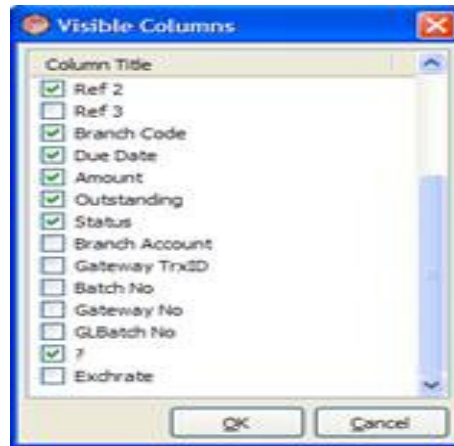 Visible Columns
Column Title
Ref 2
Ref 3
Branch Code
Due Date
Amount
Outstanding
Status
Branch Account
Gateway TrxID
Batch No
Gateway No
GLBatch No
?
Exchrate
OK Cancel